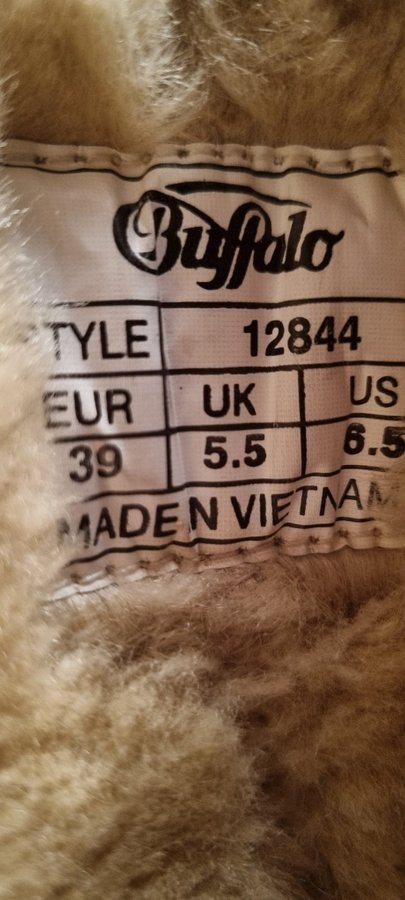 Buffalo
STYLE 12844
EUR UK US
39 5.5 6.5
MADE N VIETNAM